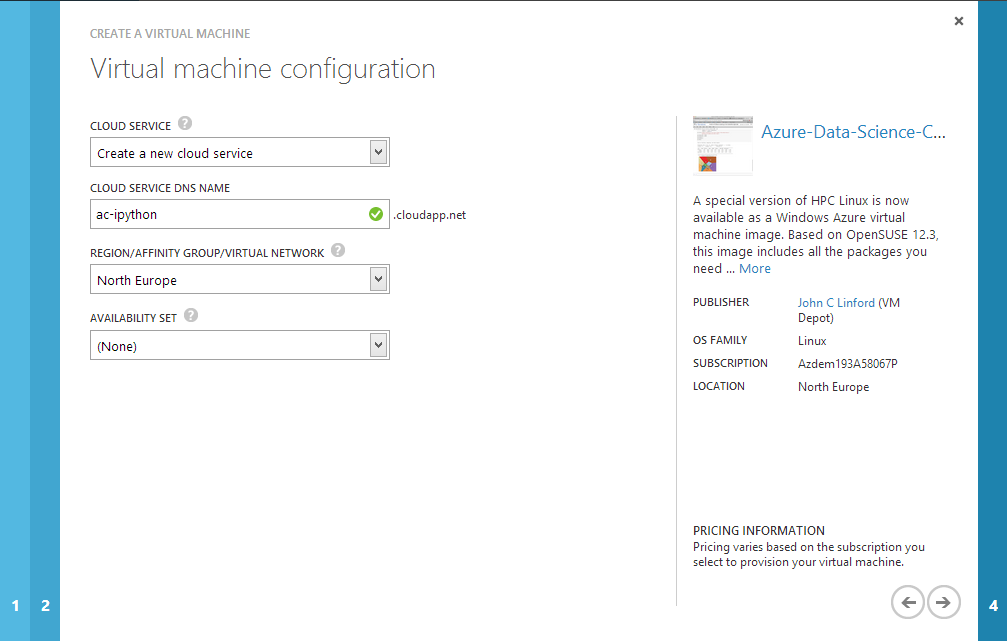 CREATE A VIRTUAL MACHINE
Virtual machine configuration
CLOUD SERVICE ?
Create a new cloud service
CLOUD SERVICE DNS NAME
ac-ipython
.cloudapp.net
REGION/AFFINITY GROUP/VIRTUAL NETWORK ?
North Europe
AVAILABILITY SET ?
(None)
Azure-Data-Science-C...
A special version of HPC Linux is now
available as a Windows Azure virtual
machine image. Based on OpenSUSE 12.3,
this image includes all the packages you
need ... More
PUBLISHER John C Linford (VM
Depot)
OS FAMILY Linux
SUBSCRIPTION Azdem193A58067P
LOCATION North Europe
PRICING INFORMATION
Pricing varies based on the subscription you
select to provision your virtual machine.
1 2
4